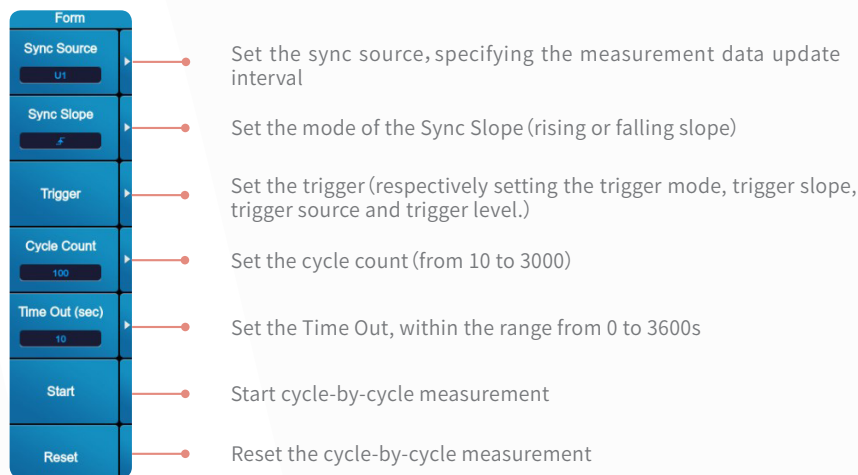 Form
Sync Source
U1
Set the sync source, specifying the measurement data update
interval
Sync Slope
Set the mode of the Sync Slope (rising or falling slope)
Trigger
Set the trigger (respectively setting the trigger mode, trigger slope,
trigger source and trigger level.)
Cycle Count
100
Set the cycle count (from 10 to 3000)
Time Out (sec)
10
Set the Time Out, within the range from 0 to 3600s
Start
Start cycle-by-cycle measurement
Reset
Reset the cycle-by-cycle measurement